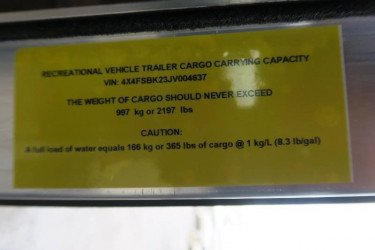 RECREATIONAL VEHICLE TRAILER CARGO CARRYING CAPACITY
VIN: 4X4FSBK23JV004637
THE WEIGHT OF CARGO SHOULD NEVER EXCEED
997 kg or 2197 lbs
CAUTION:
A full load of water equals 166 kg or 365 lbs of cargo @ 1 kg/L (8.3 lb/gal)